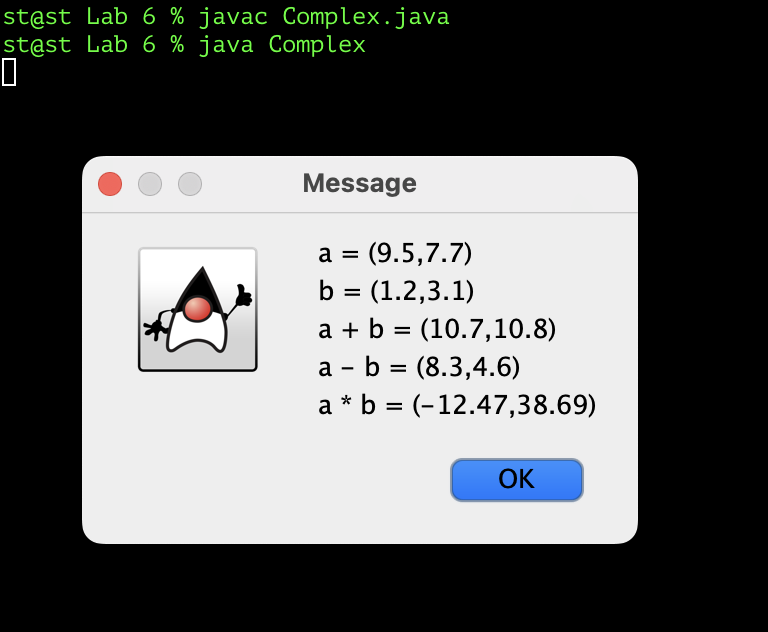 st@st Lab 6 % javac Complex.java
st@st Lab 6 % java Complex
Message
a = (9.5,7.7)
b = (1.2,3.1)
a + b = (10.7,10.8)
a - b = (8.3,4.6)
a * b = (-12.47,38.69)
OK